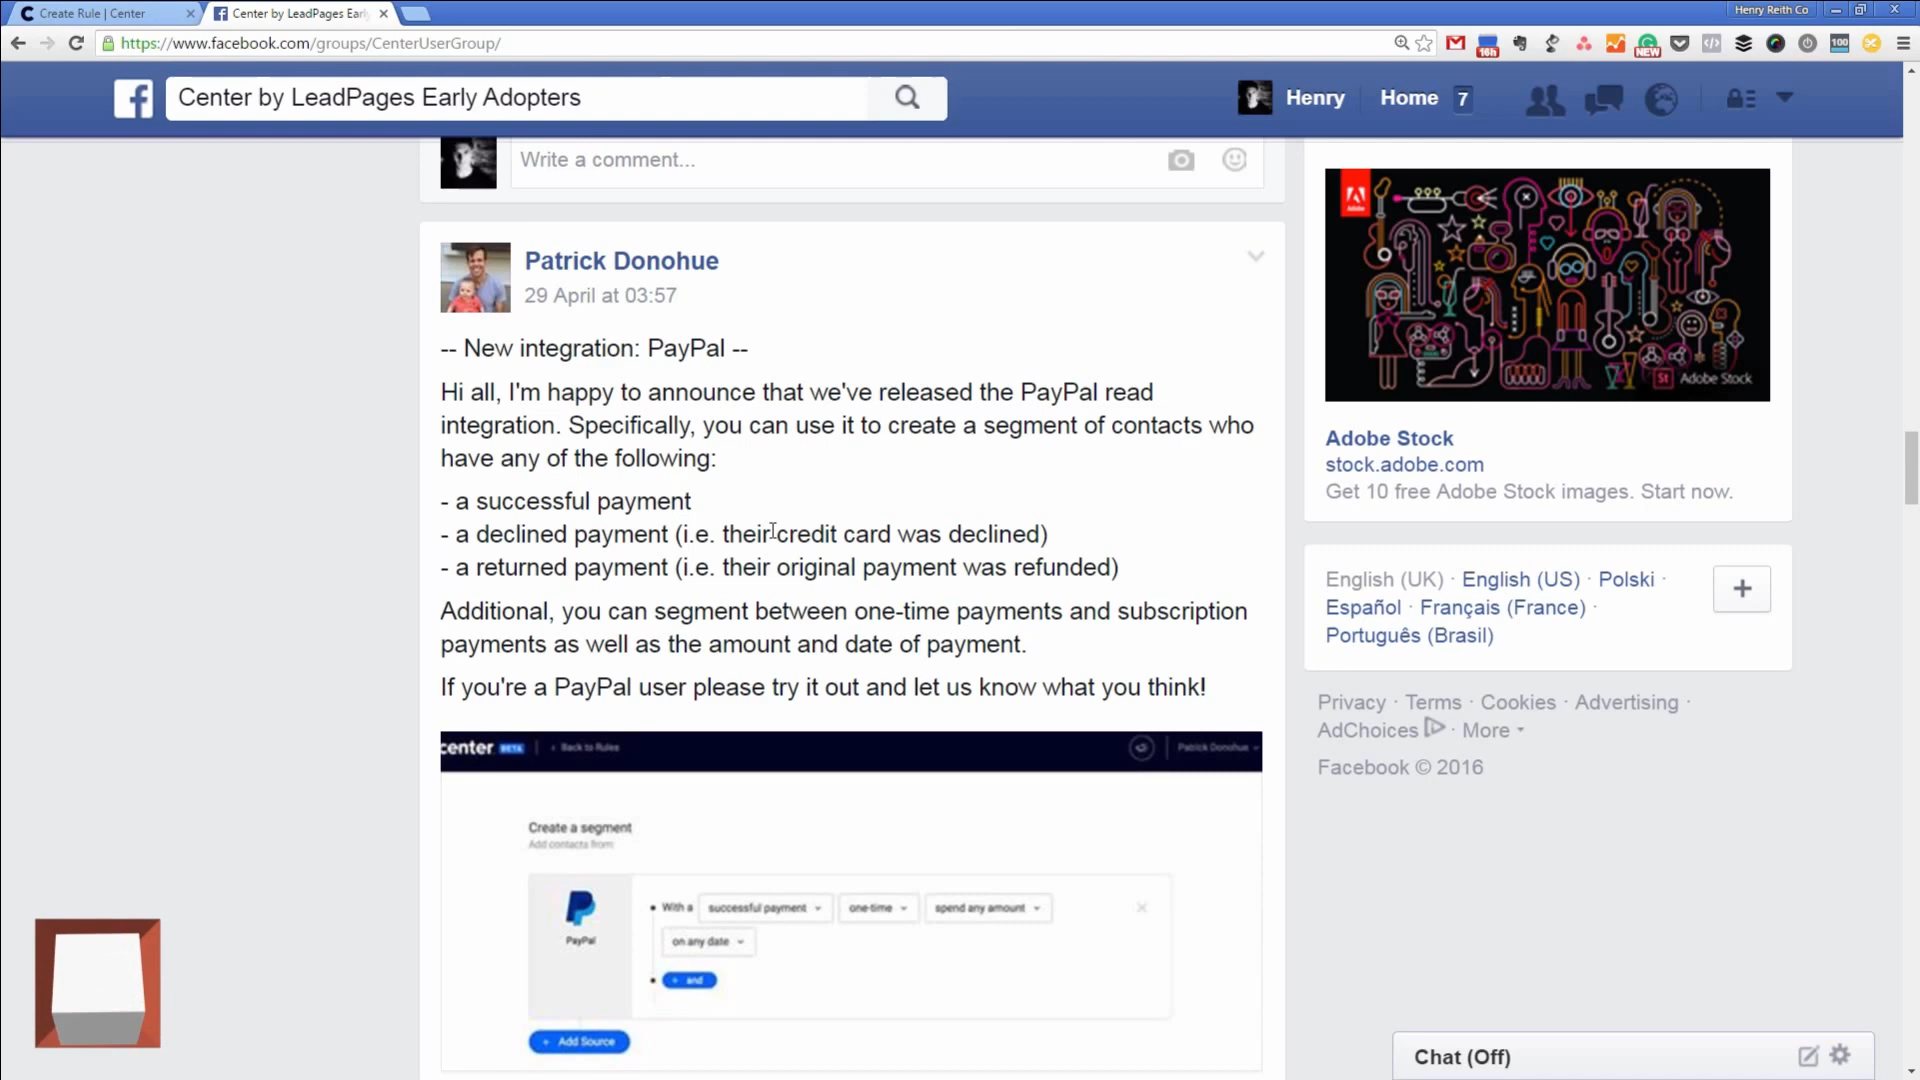 Create Rule | Center
Center by LeadPages Earl
Henry Reith Co
https://www.facebook.com/groups/CenterUserGroup/
16h
NEW
100
Center by LeadPages Early Adopters
Henry
Home 7
Write a comment...
Patrick Donohue
29 April at 03:57
-- New integration: PayPal --
Hi all, I'm happy to announce that we've released the PayPal read
integration. Specifically, you can use it to create a segment of contacts who
have any of the following:
- a successful payment
- a declined payment (i.e. their credit card was declined)
- a returned payment (i.e. their original payment was refunded)
Additional, you can segment between one-time payments and subscription
payments as well as the amount and date of payment.
If you're a PayPal user please try it out and let us know what you think!
center BETA
Back to Rules
Patrick Donohue
Create a segment
Add contacts from
PayPal
With a successful payment one-time spend any amount
on any date
+ and
+ Add Source
Adobe
St Adobe Stock
Adobe Stock
stock.adobe.com
Get 10 free Adobe Stock images. Start now.
English (UK) · English (US) · Polski ·
Español · Français (France) ·
Português (Brasil)
Privacy · Terms · Cookies · Advertising ·
AdChoices · More
Facebook © 2016
Chat (Off)